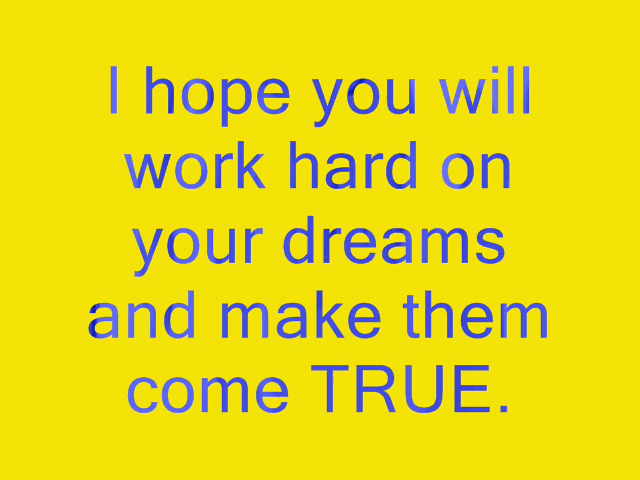 I hope you will
work hard on
your dreams
and make them
come TRUE.